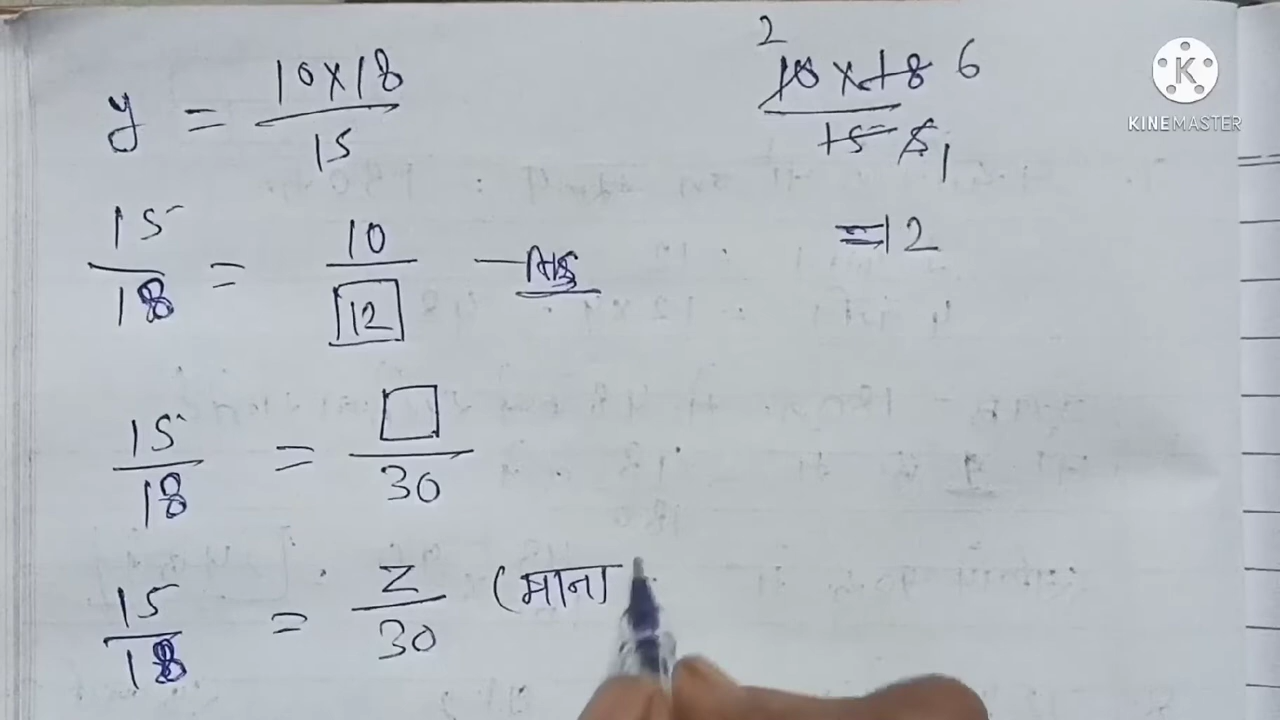 y = 10×18 / 15
10×18 6
2
15 5 1
=12
KINEMASTER
15/18 = 10/12 — Ans
15/18 = □/30
15/18 = z/30 (माना